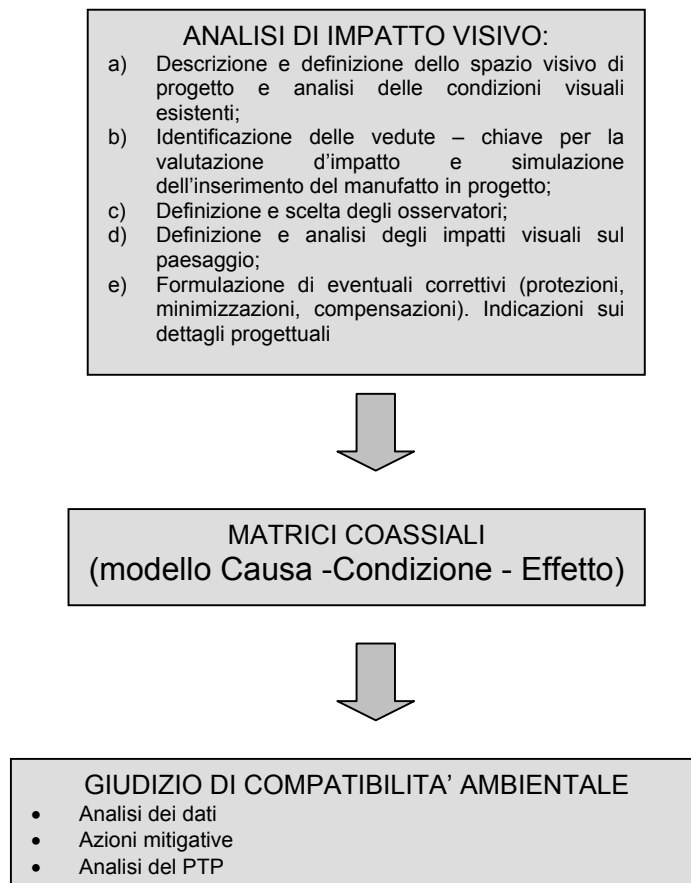 ANALISI DI IMPATTO VISIVO:
a) Descrizione e definizione dello spazio visivo di
progetto e analisi delle condizioni visuali
esistenti;
b) Identificazione delle vedute – chiave per la
valutazione d’impatto e simulazione
dell’inserimento del manufatto in progetto;
c) Definizione e scelta degli osservatori;
d) Definizione e analisi degli impatti visuali sul
paesaggio;
e) Formulazione di eventuali correttivi (protezioni,
minimizzazioni, compensazioni). Indicazioni sui
dettagli progettuali
MATRICI COASSIALI
(modello Causa -Condizione - Effetto)
GIUDIZIO DI COMPATIBILITA’ AMBIENTALE
• Analisi dei dati
• Azioni mitigative
• Analisi del PTP